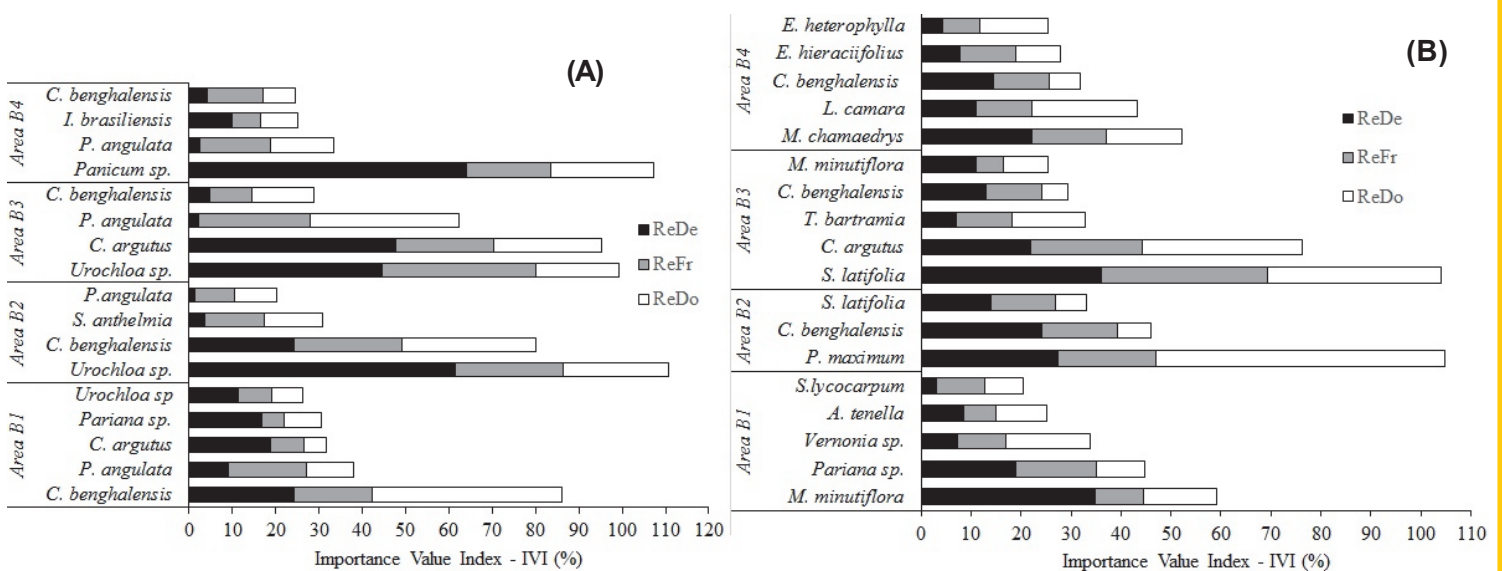 (A)
Area B4
C. benghalensis
I. brasiliensis
P. angulata
Panicum sp.
Area B3
C. benghalensis
P. angulata
C. argutus
Urochloa sp.
Area B2
P.angulata
S. anthelmia
C. benghalensis
Urochloa sp.
Area B1
Urochloa sp
Pariana sp.
C. argutus
P. angulata
C. benghalensis
ReDe
ReFr
ReDo
0 10 20 30 40 50 60 70 80 90 100 110 120
Importance Value Index - IVI (%)
(B)
Area B4
E. heterophylla
E. hieraciifolius
C. benghalensis
L. camara
M. chamaedrys
Area B3
M. minutiflora
C. benghalensis
T. bartramia
C. argutus
S. latifolia
Area B2
S. latifolia
C. benghalensis
P. maximum
Area B1
S.lycocarpum
A. tenella
Vernonia sp.
Pariana sp.
M. minutiflora
ReDe
ReFr
ReDo
0 10 20 30 40 50 60 70 80 90 100 110
Importance Value Index - IVI (%)